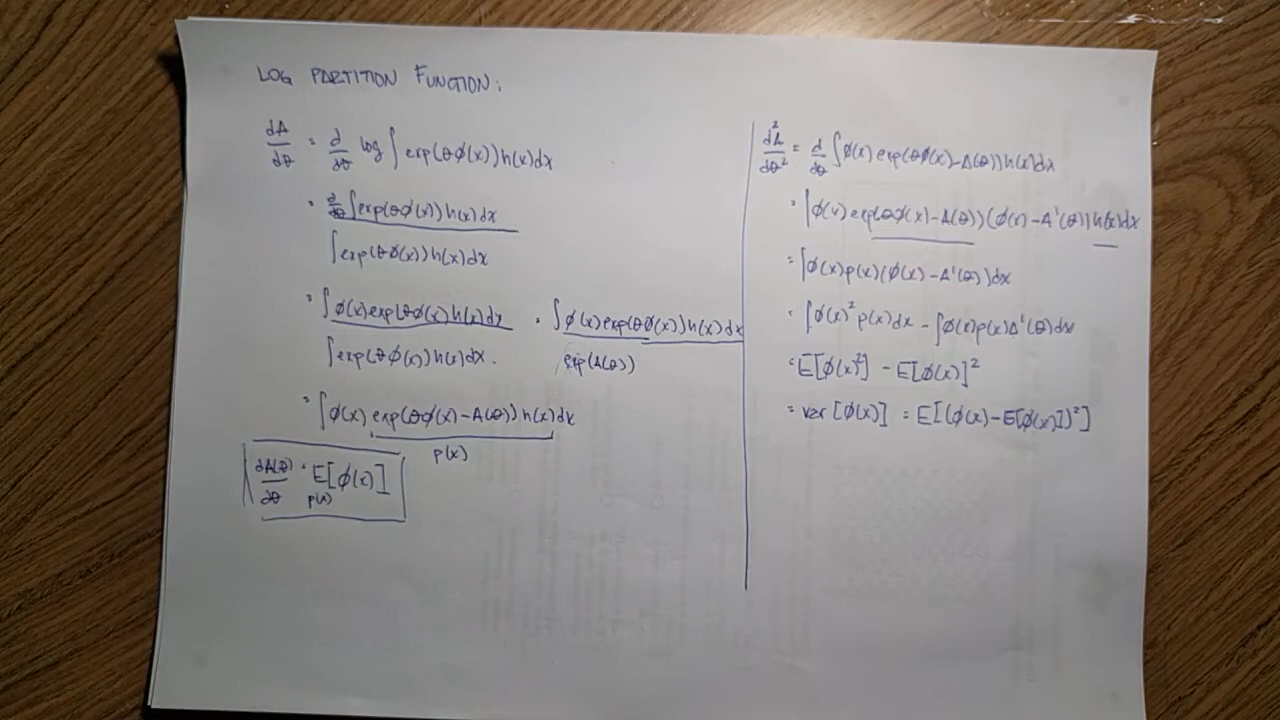 LOG PARTITION FUNCTION:
dA/dθ = d/dθ log ∫ exp(θϕ(x))h(x)dx
= d/dθ ∫exp(θϕ(x))h(x)dx
∫exp(θϕ(x))h(x)dx
= ∫ϕ(x)exp(θϕ(x))h(x)dx = ∫ϕ(x)exp(θϕ(x))h(x)dx
∫exp(θϕ(x))h(x)dx. exp(A(θ))
= ∫ϕ(x) exp(θϕ(x)-A(θ))h(x)dx
p(x)
dA(θ)/dθ = E[ϕ(x)]
p(x)
d²A/dθ² = d/dθ ∫ϕ(x)exp(θϕ(x)-A(θ))h(x)dx
= ∫ϕ(x)exp(θϕ(x)-A(θ))(ϕ(x)-A'(θ))h(x)dx
= ∫ϕ(x)p(x)(ϕ(x)-A'(θ))dx
= ∫ϕ(x)²p(x)dx - ∫ϕ(x)p(x)A'(θ)dx
= E[ϕ(x)²] - E[ϕ(x)]²
= var[ϕ(x)] = E[(ϕ(x)-E[ϕ(x)])²]